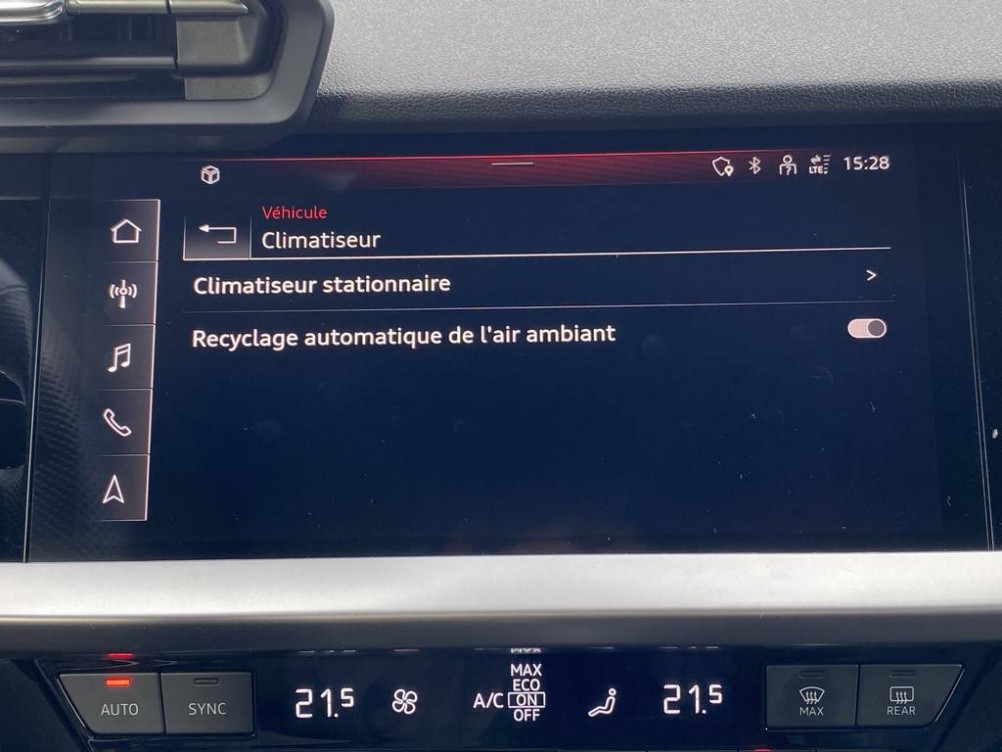 LTE
15:28
Véhicule
Climatiseur
Climatiseur stationnaire
Recyclage automatique de l'air ambiant
AUTO
SYNC
21.5
A/C
MAX
ECO
ON
OFF
21.5
MAX
REAR